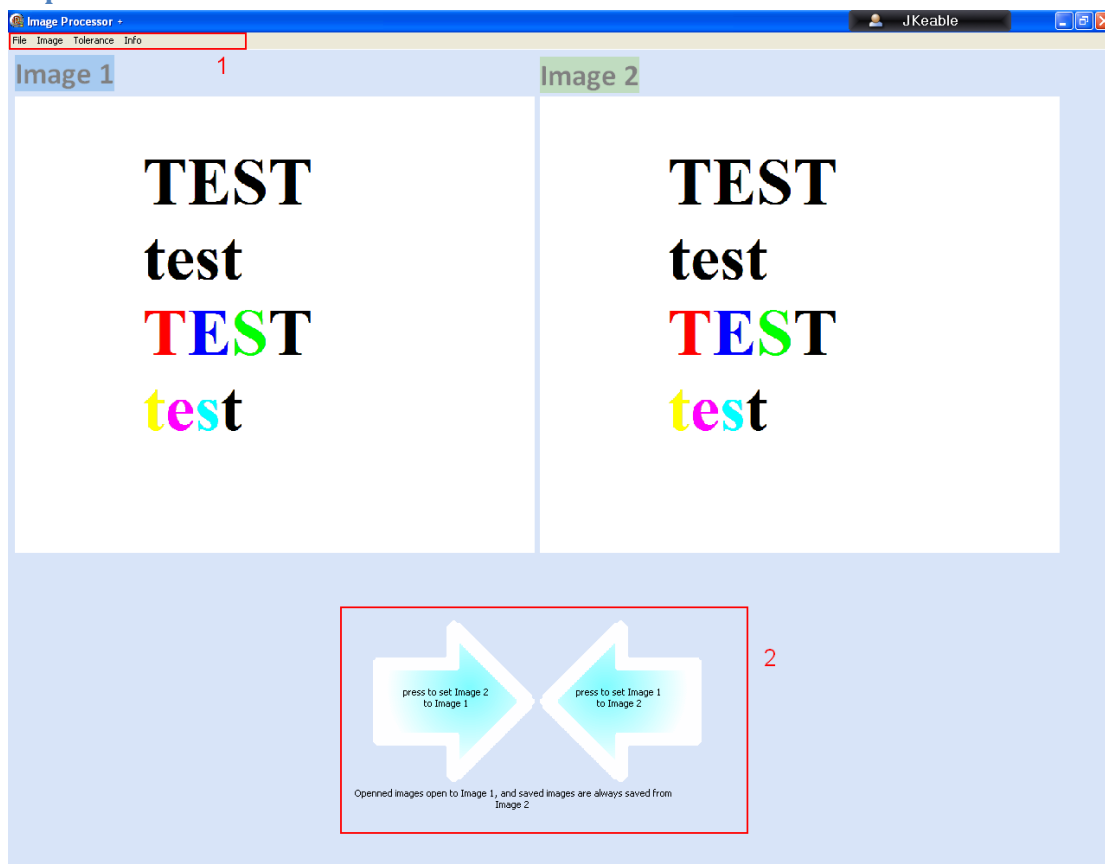 Image Processor +
JKeable
File Image Tolerance Info
1
Image 1
Image 2
TEST
test
TEST
test
TEST
test
TEST
test
2
press to set Image 2
to Image 1
press to set Image 1
to Image 2
Openned images open to Image 1, and saved images are always saved from
Image 2